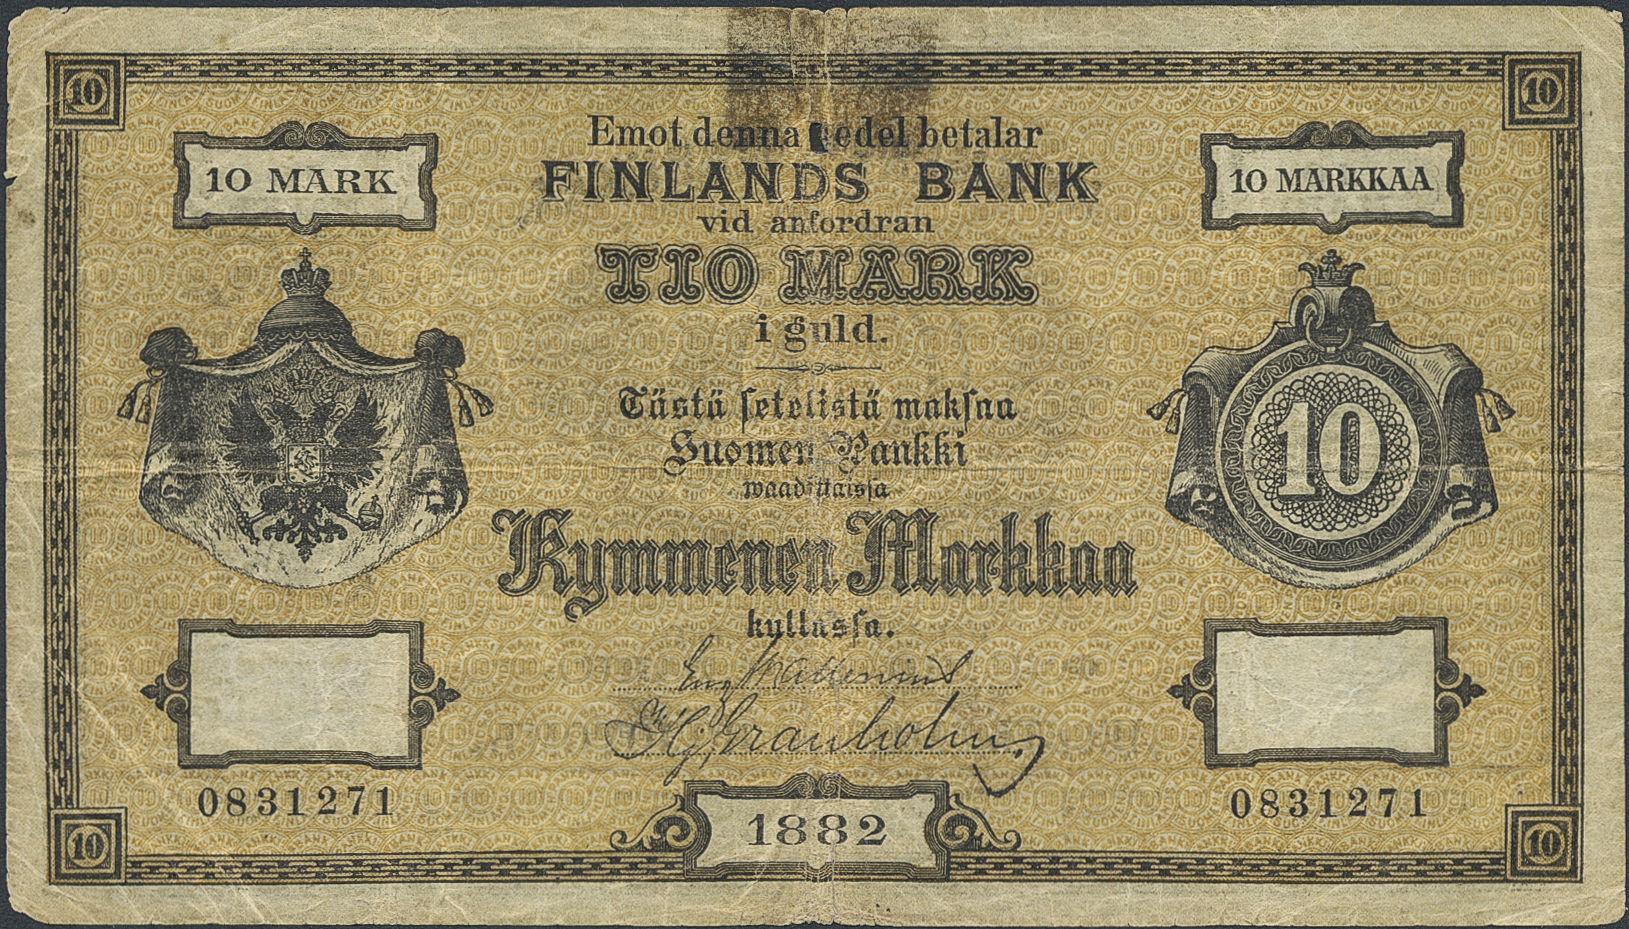 10
10
Emot denna sedel betalar
10 MARK
FINLANDS BANK
10 MARKKAA
vid anfordran
TIO MARK
i guld.
Tästä setelistä maksaa
Suomen Pankki
waadittaissa
10
Kymmenen Markkaa
kullassa.
0831271
0831271
1882
10
10